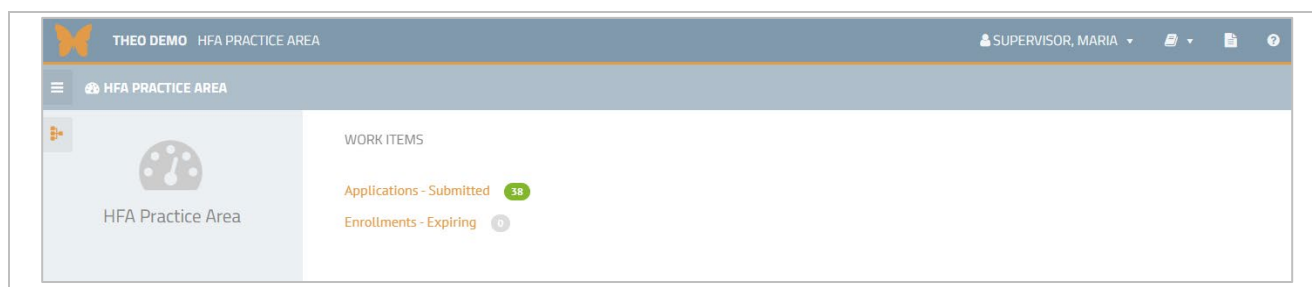 THEO DEMO HFA PRACTICE AREA SUPERVISOR, MARIA
HFA PRACTICE AREA
WORK ITEMS
Applications - Submitted 38
HFA Practice Area
Enrollments - Expiring 0